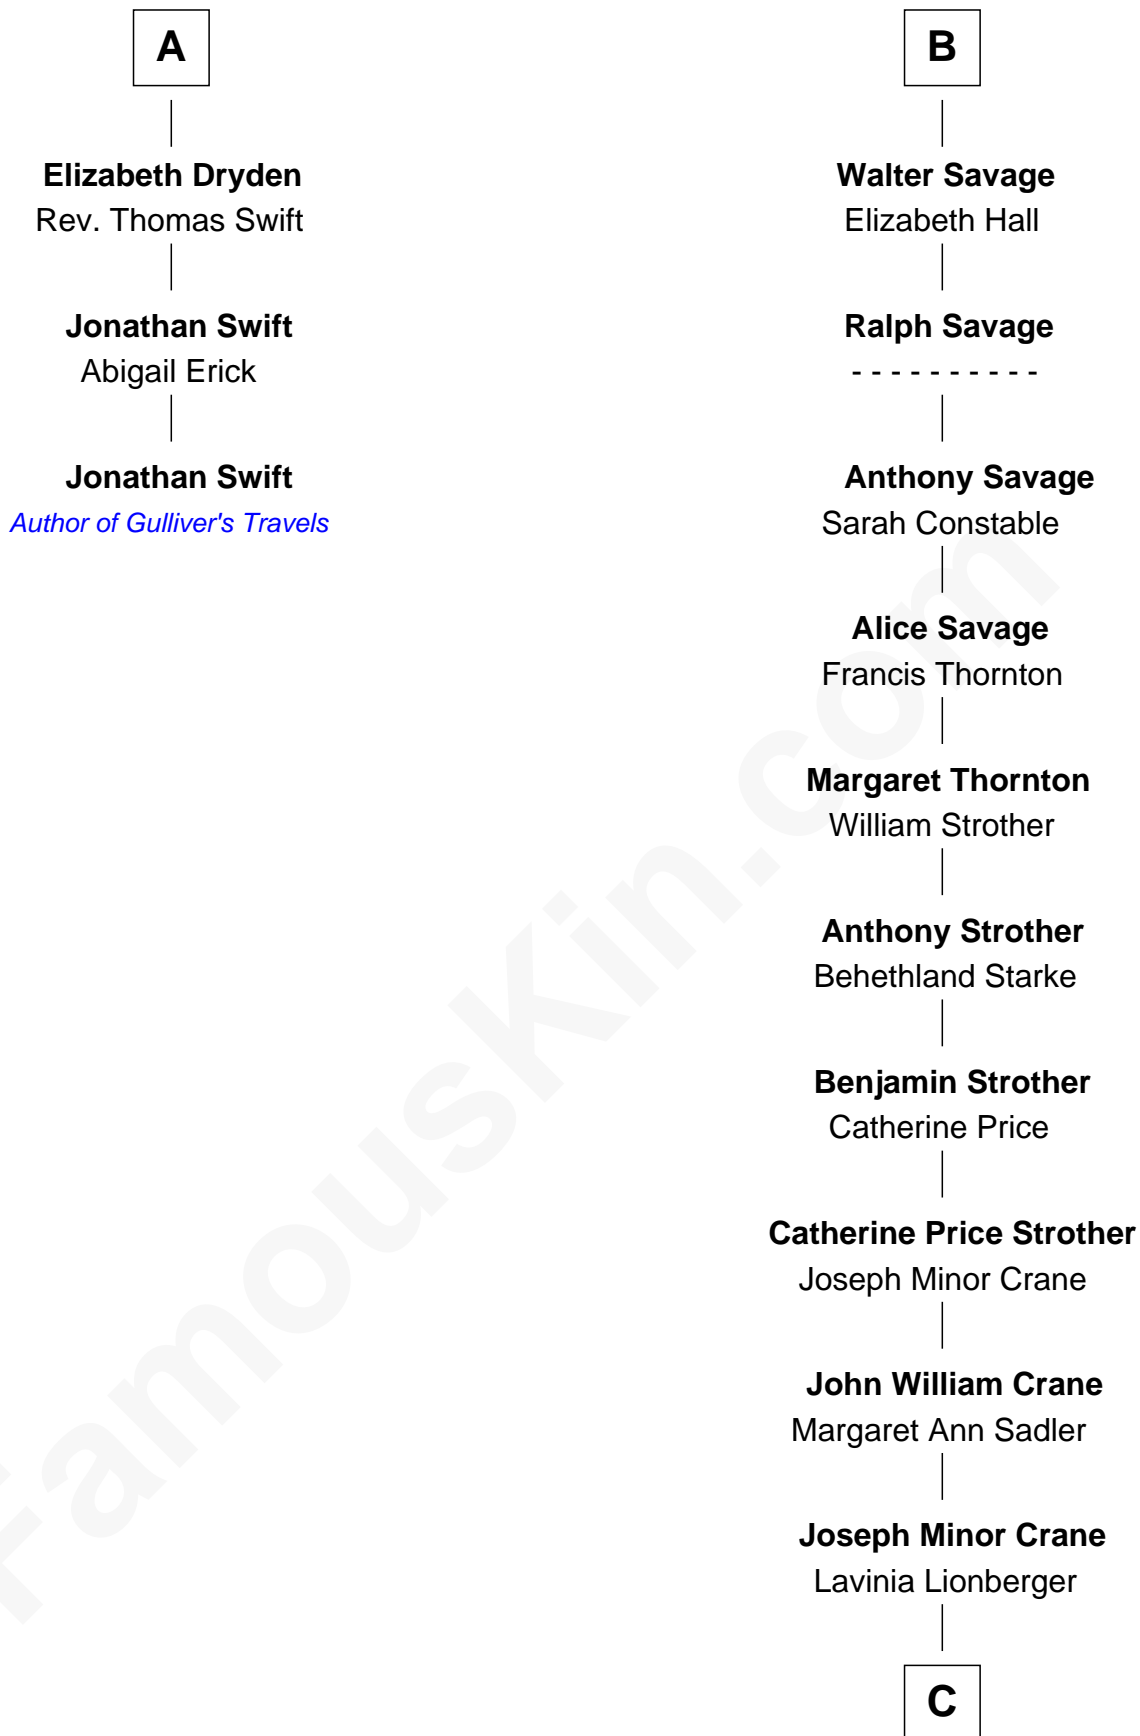 A
Elizabeth Dryden
Rev. Thomas Swift
Jonathan Swift
Abigail Erick
Jonathan Swift
Author of Gulliver's Travels
B
Walter Savage
Elizabeth Hall
Ralph Savage
- - - - - - - - - -
Anthony Savage
Sarah Constable
Alice Savage
Francis Thornton
Margaret Thornton
William Strother
Anthony Strother
Behethland Starke
Benjamin Strother
Catherine Price
Catherine Price Strother
Joseph Minor Crane
John William Crane
Margaret Ann Sadler
Joseph Minor Crane
Lavinia Lionberger
C
FamousKin.com